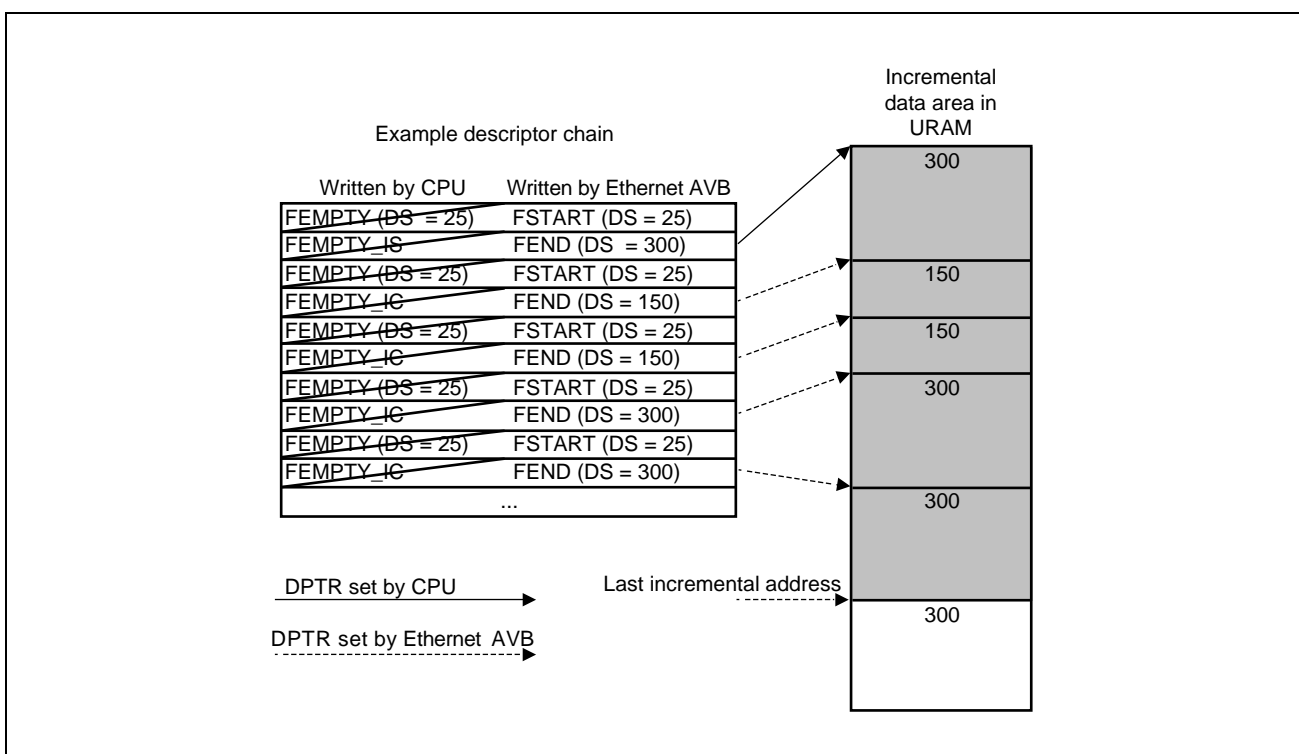 Incremental
data area in
URAM
Example descriptor chain
Written by CPU Written by Ethernet AVB
FEMPTY (DS = 25) FSTART (DS = 25)
FEMPTY_IS FEND (DS = 300)
FEMPTY (DS = 25) FSTART (DS = 25)
FEMPTY_IC FEND (DS = 150)
FEMPTY (DS = 25) FSTART (DS = 25)
FEMPTY_IC FEND (DS = 150)
FEMPTY (DS = 25) FSTART (DS = 25)
FEMPTY_IC FEND (DS = 300)
FEMPTY (DS = 25) FSTART (DS = 25)
FEMPTY_IC FEND (DS = 300)
...
300
150
150
300
300
300
DPTR set by CPU
Last incremental address
DPTR set by Ethernet AVB